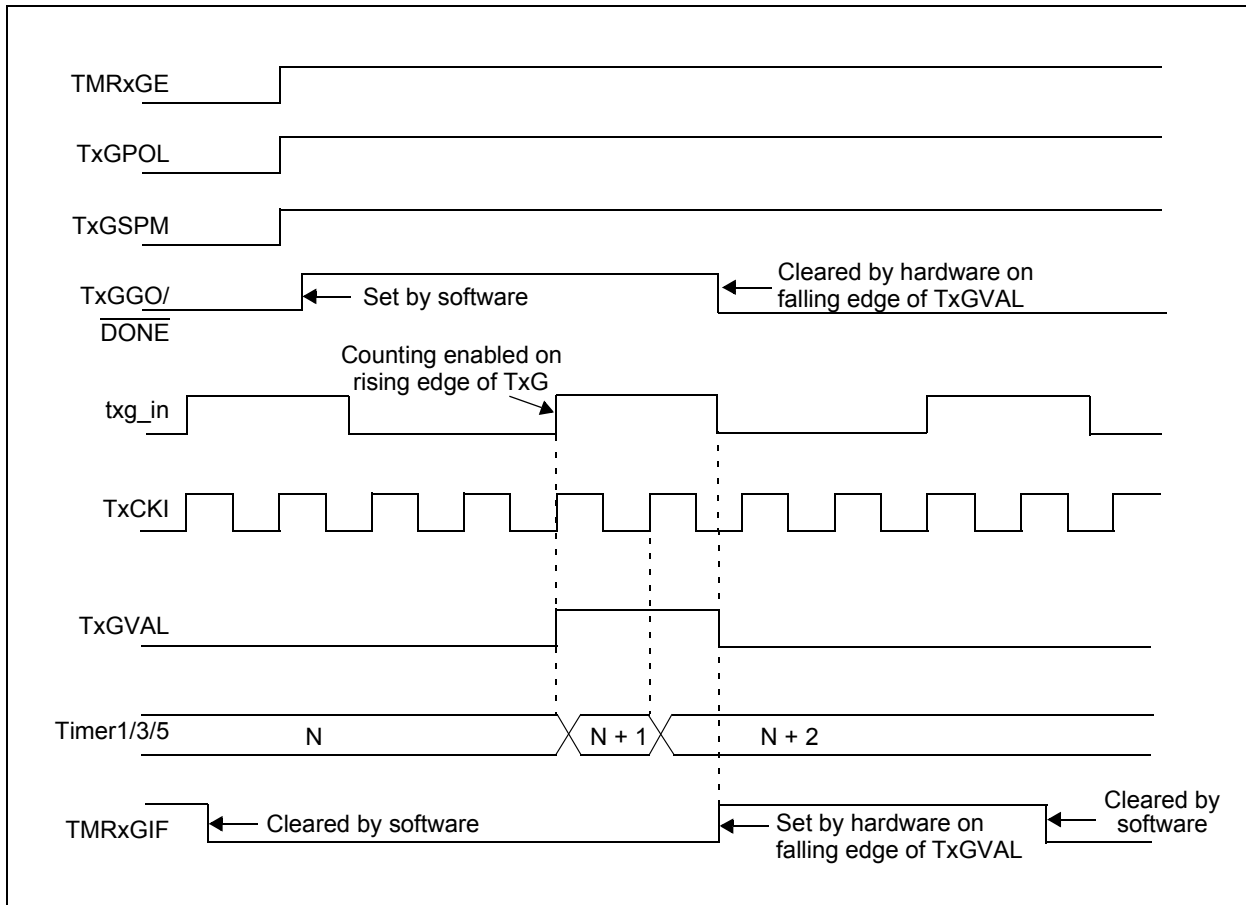 TMRxGE
TxGPOL
TxGSPM
TxGGO/
DONE
Set by software
Cleared by hardware on
falling edge of TxGVAL
Counting enabled on
rising edge of TxG
txg_in
TxCKI
TxGVAL
Timer1/3/5
N
N + 1
N + 2
TMRxGIF
Cleared by software
Set by hardware on
falling edge of TxGVAL
Cleared by
software